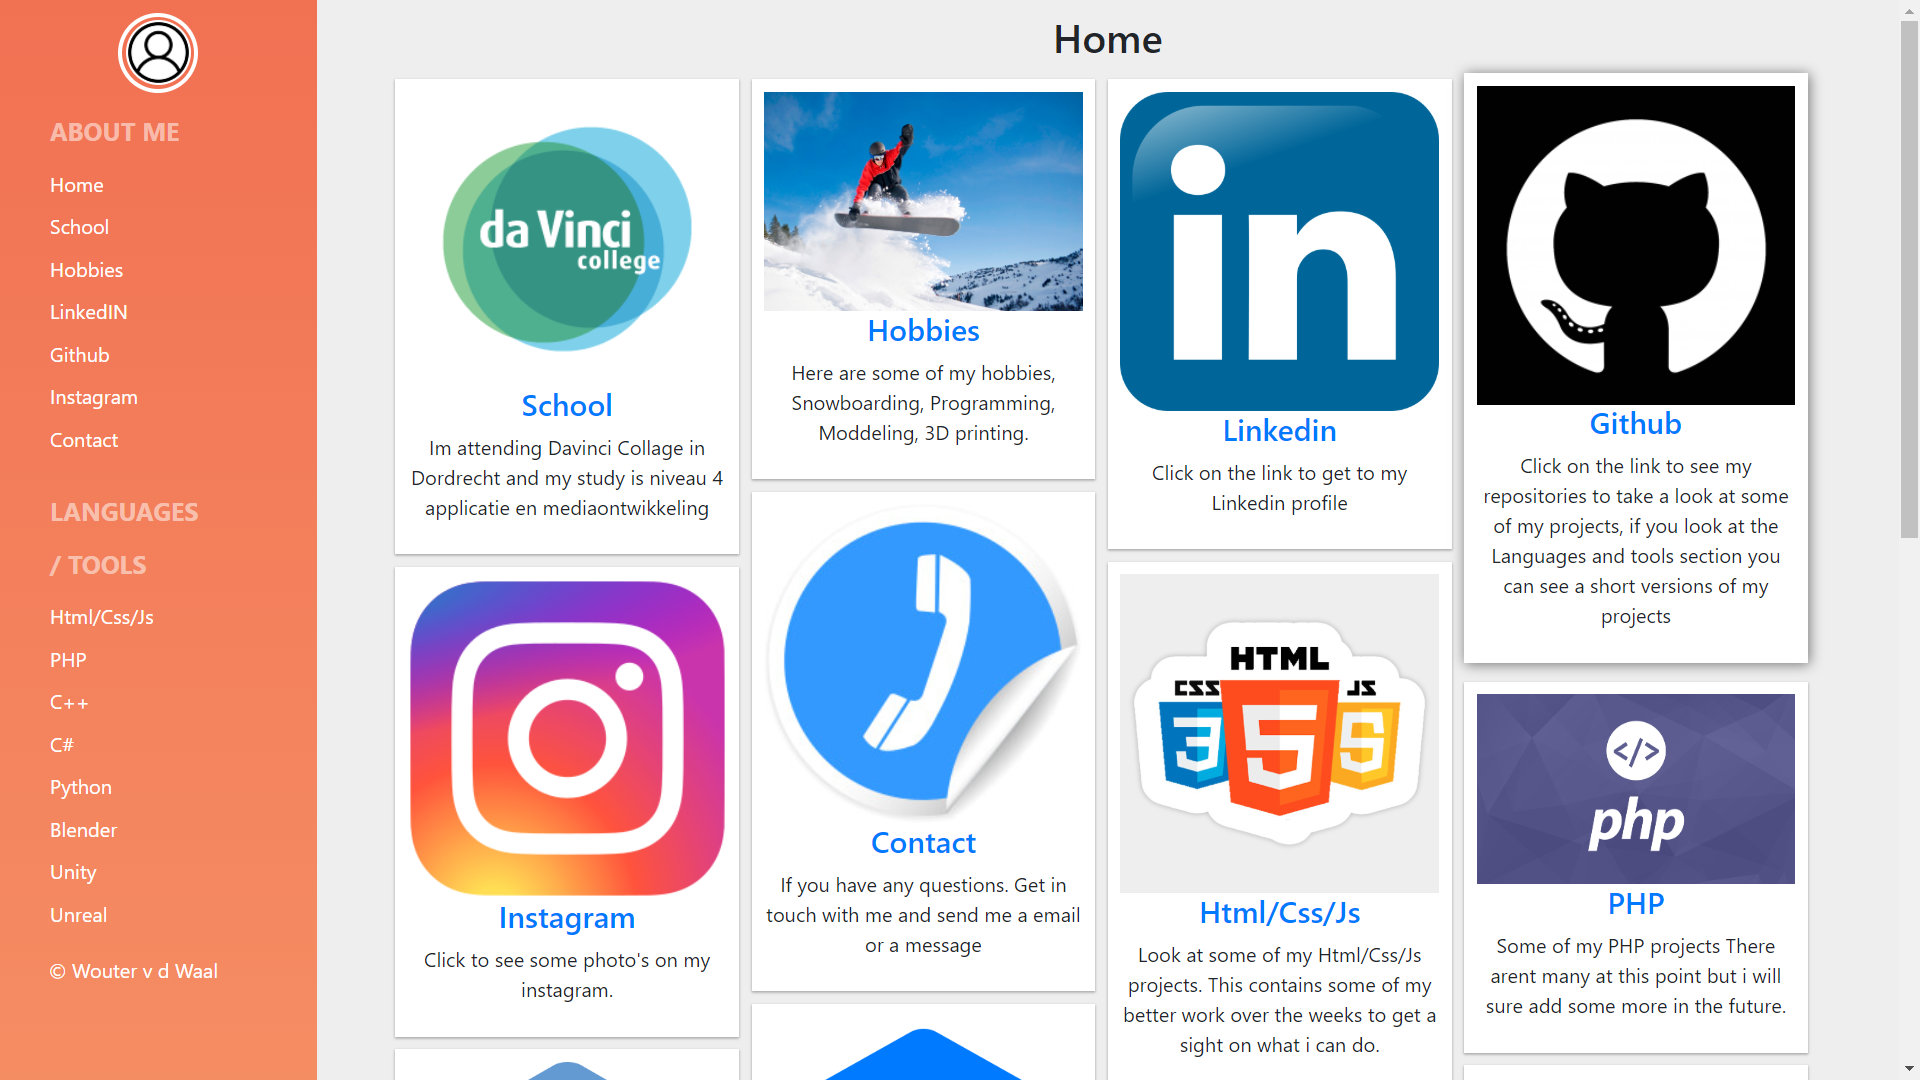 ABOUT ME
Home
School
Hobbies
LinkedIN
Github
Instagram
Contact
LANGUAGES
/ TOOLS
Html/Css/Js
PHP
C++
C#
Python
Blender
Unity
Unreal
© Wouter v d Waal
Home
da Vinci
college
School
Im attending Davinci Collage in
Dordrecht and my study is niveau 4
applicatie en mediaontwikkeling
Instagram
Click to see some photo's on my
instagram.
Hobbies
Here are some of my hobbies,
Snowboarding, Programming,
Moddeling, 3D printing.
Contact
If you have any questions. Get in
touch with me and send me a email
or a message
in
Linkedin
Click on the link to get to my
Linkedin profile
HTML
CSS JS
3 5 S
Html/Css/Js
Look at some of my Html/Css/Js
projects. This contains some of my
better work over the weeks to get a
sight on what i can do.
Github
Click on the link to see my
repositories to take a look at some
of my projects, if you look at the
Languages and tools section you
can see a short versions of my
projects
</>
php
PHP
Some of my PHP projects There
arent many at this point but i will
sure add some more in the future.